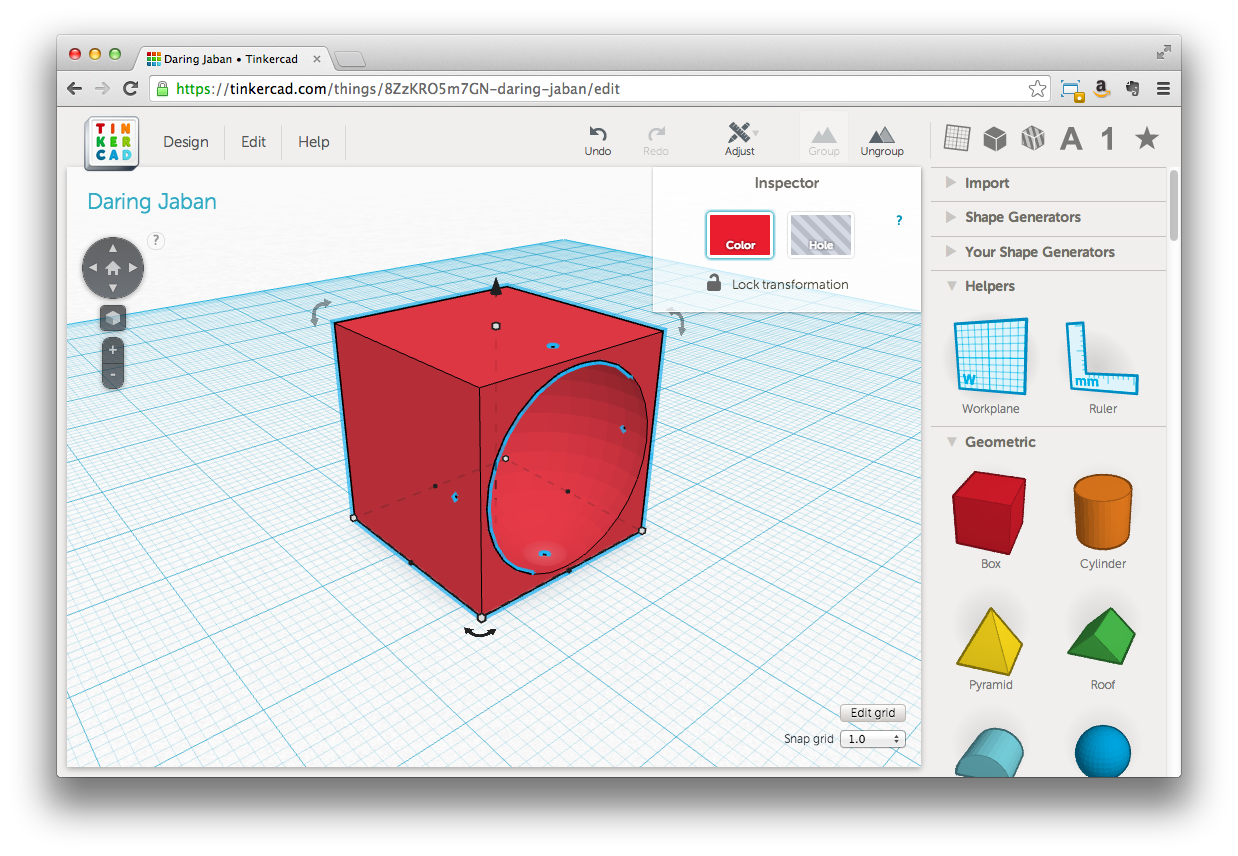 Daring Jaban • Tinkercad
https://tinkercad.com/things/8ZzKRO5m7GN-daring-jaban/edit
TIN
KER
CAD
Design Edit Help
Undo Redo Adjust Group Ungroup
A 1
Daring Jaban
?
+
-
Inspector
Color Hole ?
Lock transformation
Import
Shape Generators
Your Shape Generators
Helpers
W mm
Workplane Ruler
Geometric
Box Cylinder
Pyramid Roof
Edit grid
Snap grid 1.0